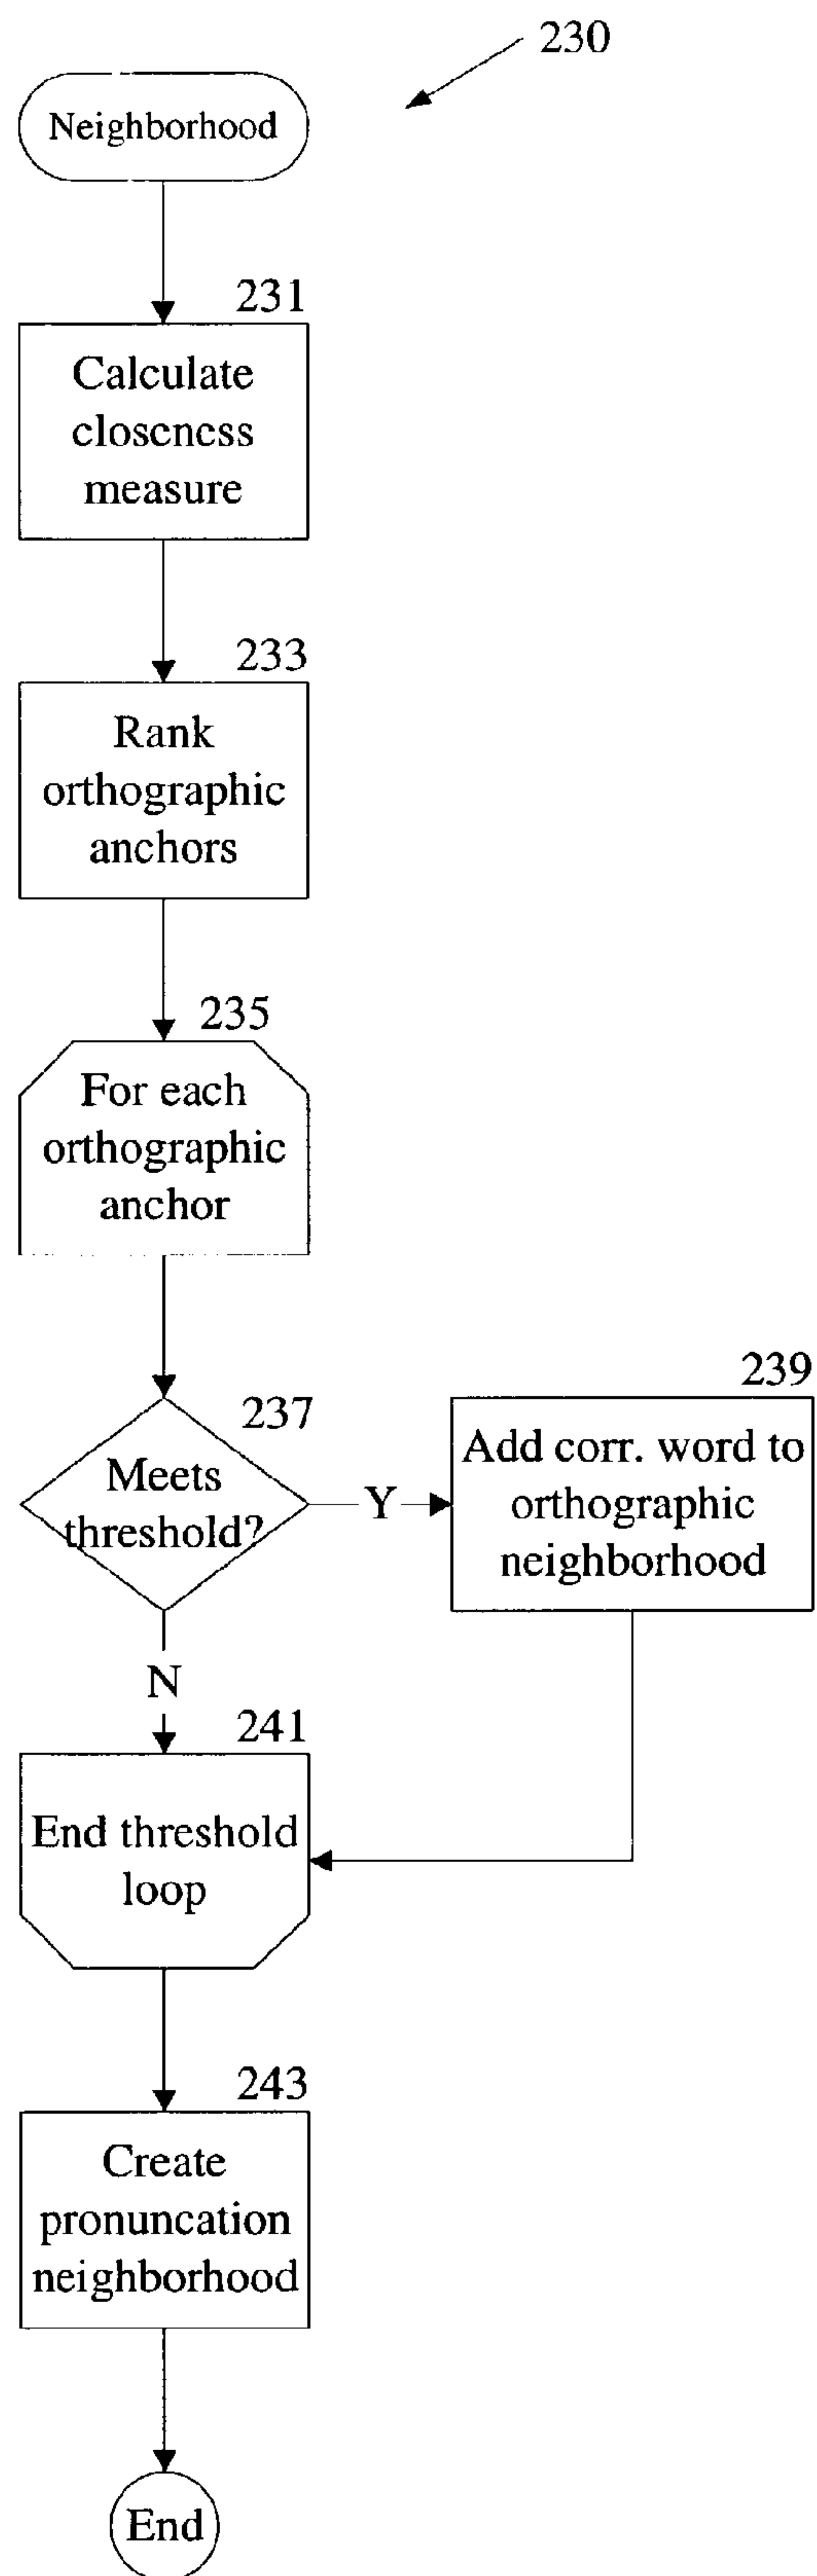 230
Neighborhood
231
Calculate
closeness
measure
233
Rank
orthographic
anchors
235
For each
orthographic
anchor
237
Meets
threshold?
Y
239
Add corr. word to
orthographic
neighborhood
N
241
End threshold
loop
243
Create
pronuncation
neighborhood
End